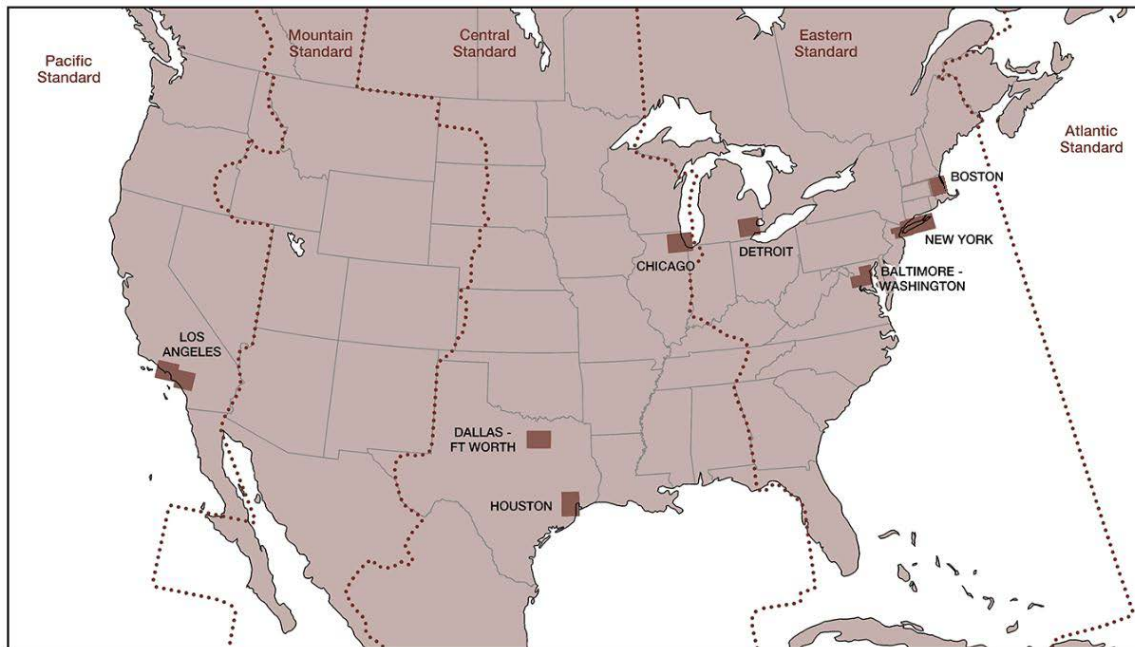 Pacific
Standard
Mountain
Standard
Central
Standard
Eastern
Standard
Atlantic
Standard
BOSTON
NEW YORK
DETROIT
CHICAGO
BALTIMORE -
WASHINGTON
LOS
ANGELES
DALLAS -
FT WORTH
HOUSTON